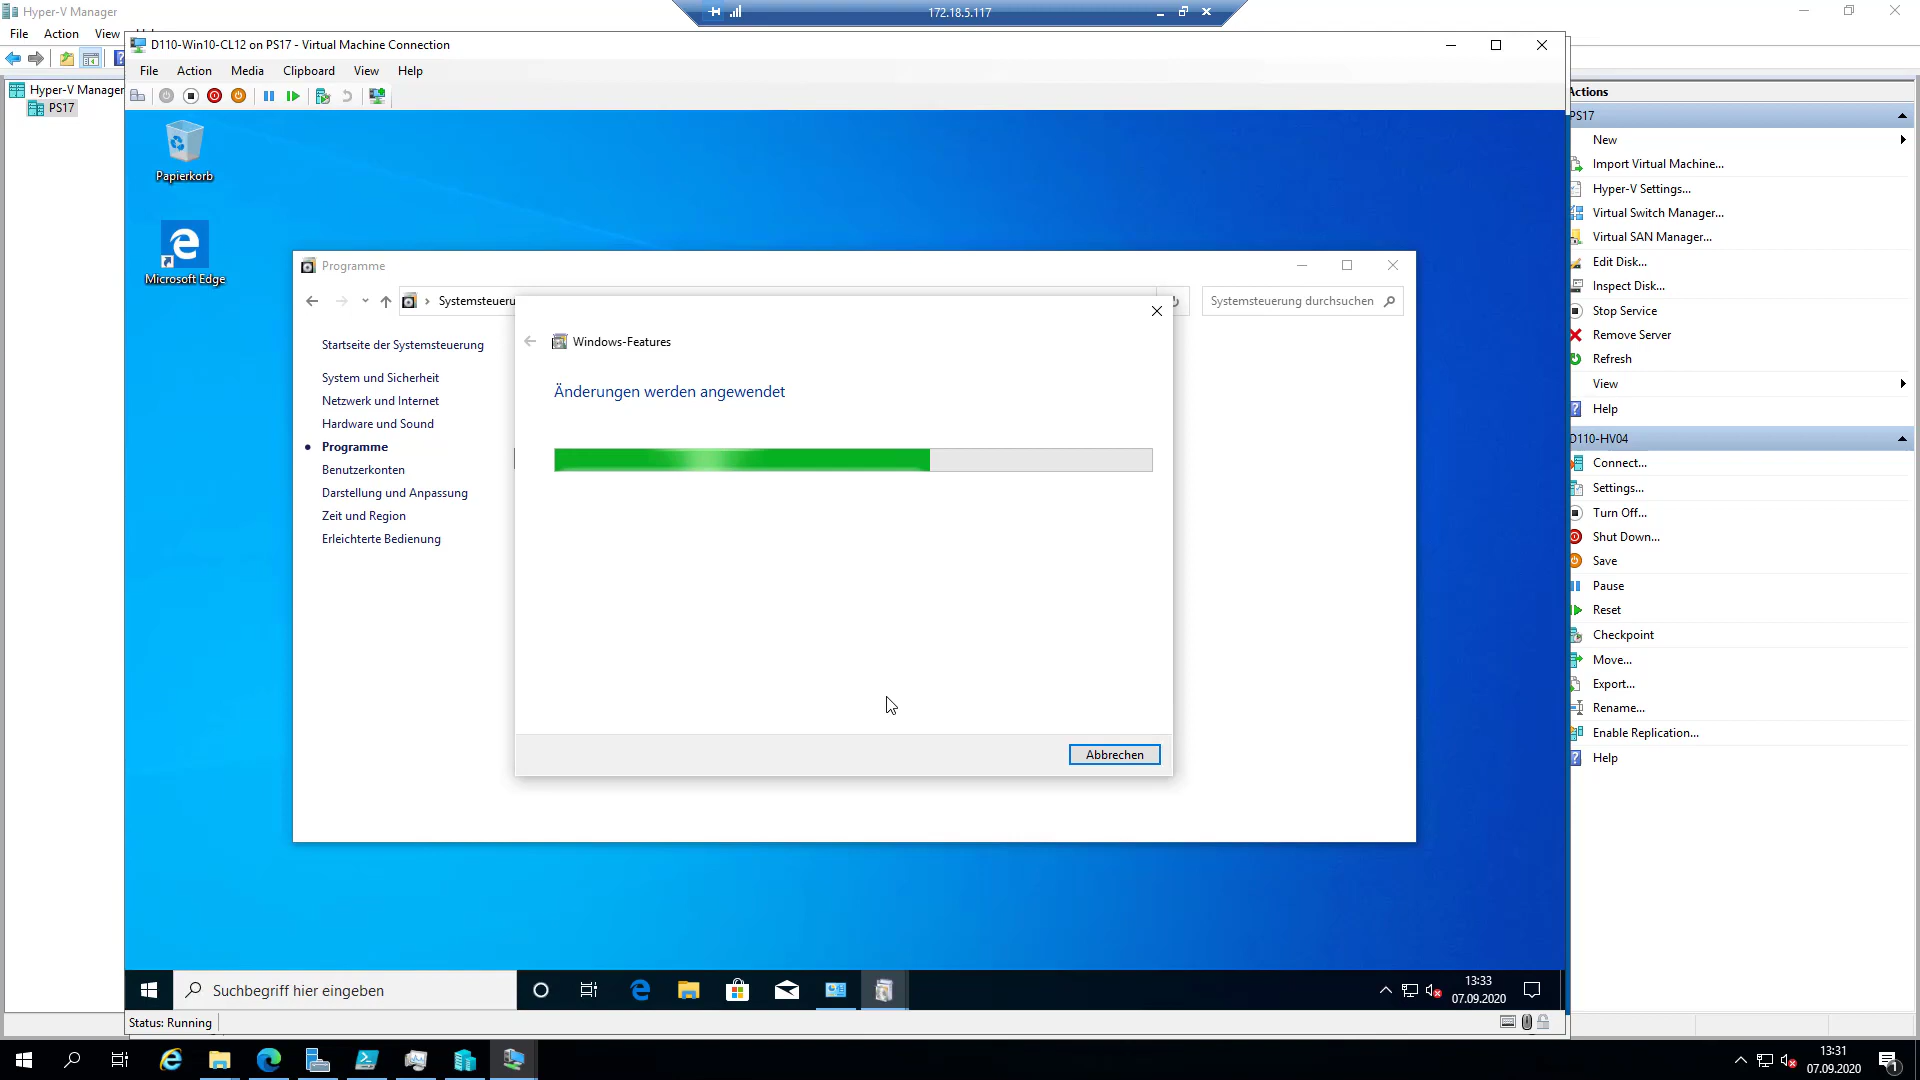 Hyper-V Manager
172.18.5.117
File Action View
D110-Win10-CL12 on PS17 - Virtual Machine Connection
File Action Media Clipboard View Help
Hyper-V Manager
PS17
Papierkorb
Microsoft Edge
Programme
Systemsteueru
Systemsteuerung durchsuchen
Startseite der Systemsteuerung
System und Sicherheit
Netzwerk und Internet
Hardware und Sound
Programme
Benutzerkonten
Darstellung und Anpassung
Zeit und Region
Erleichterte Bedienung
Windows-Features
Änderungen werden angewendet
Abbrechen
Suchbegriff hier eingeben
13:33
07.09.2020
Status: Running
Actions
PS17
New
Import Virtual Machine...
Hyper-V Settings...
Virtual Switch Manager...
Virtual SAN Manager...
Edit Disk...
Inspect Disk...
Stop Service
Remove Server
Refresh
View
Help
D110-HV04
Connect...
Settings...
Turn Off...
Shut Down...
Save
Pause
Reset
Checkpoint
Move...
Export...
Rename...
Enable Replication...
Help
13:31
07.09.2020
1